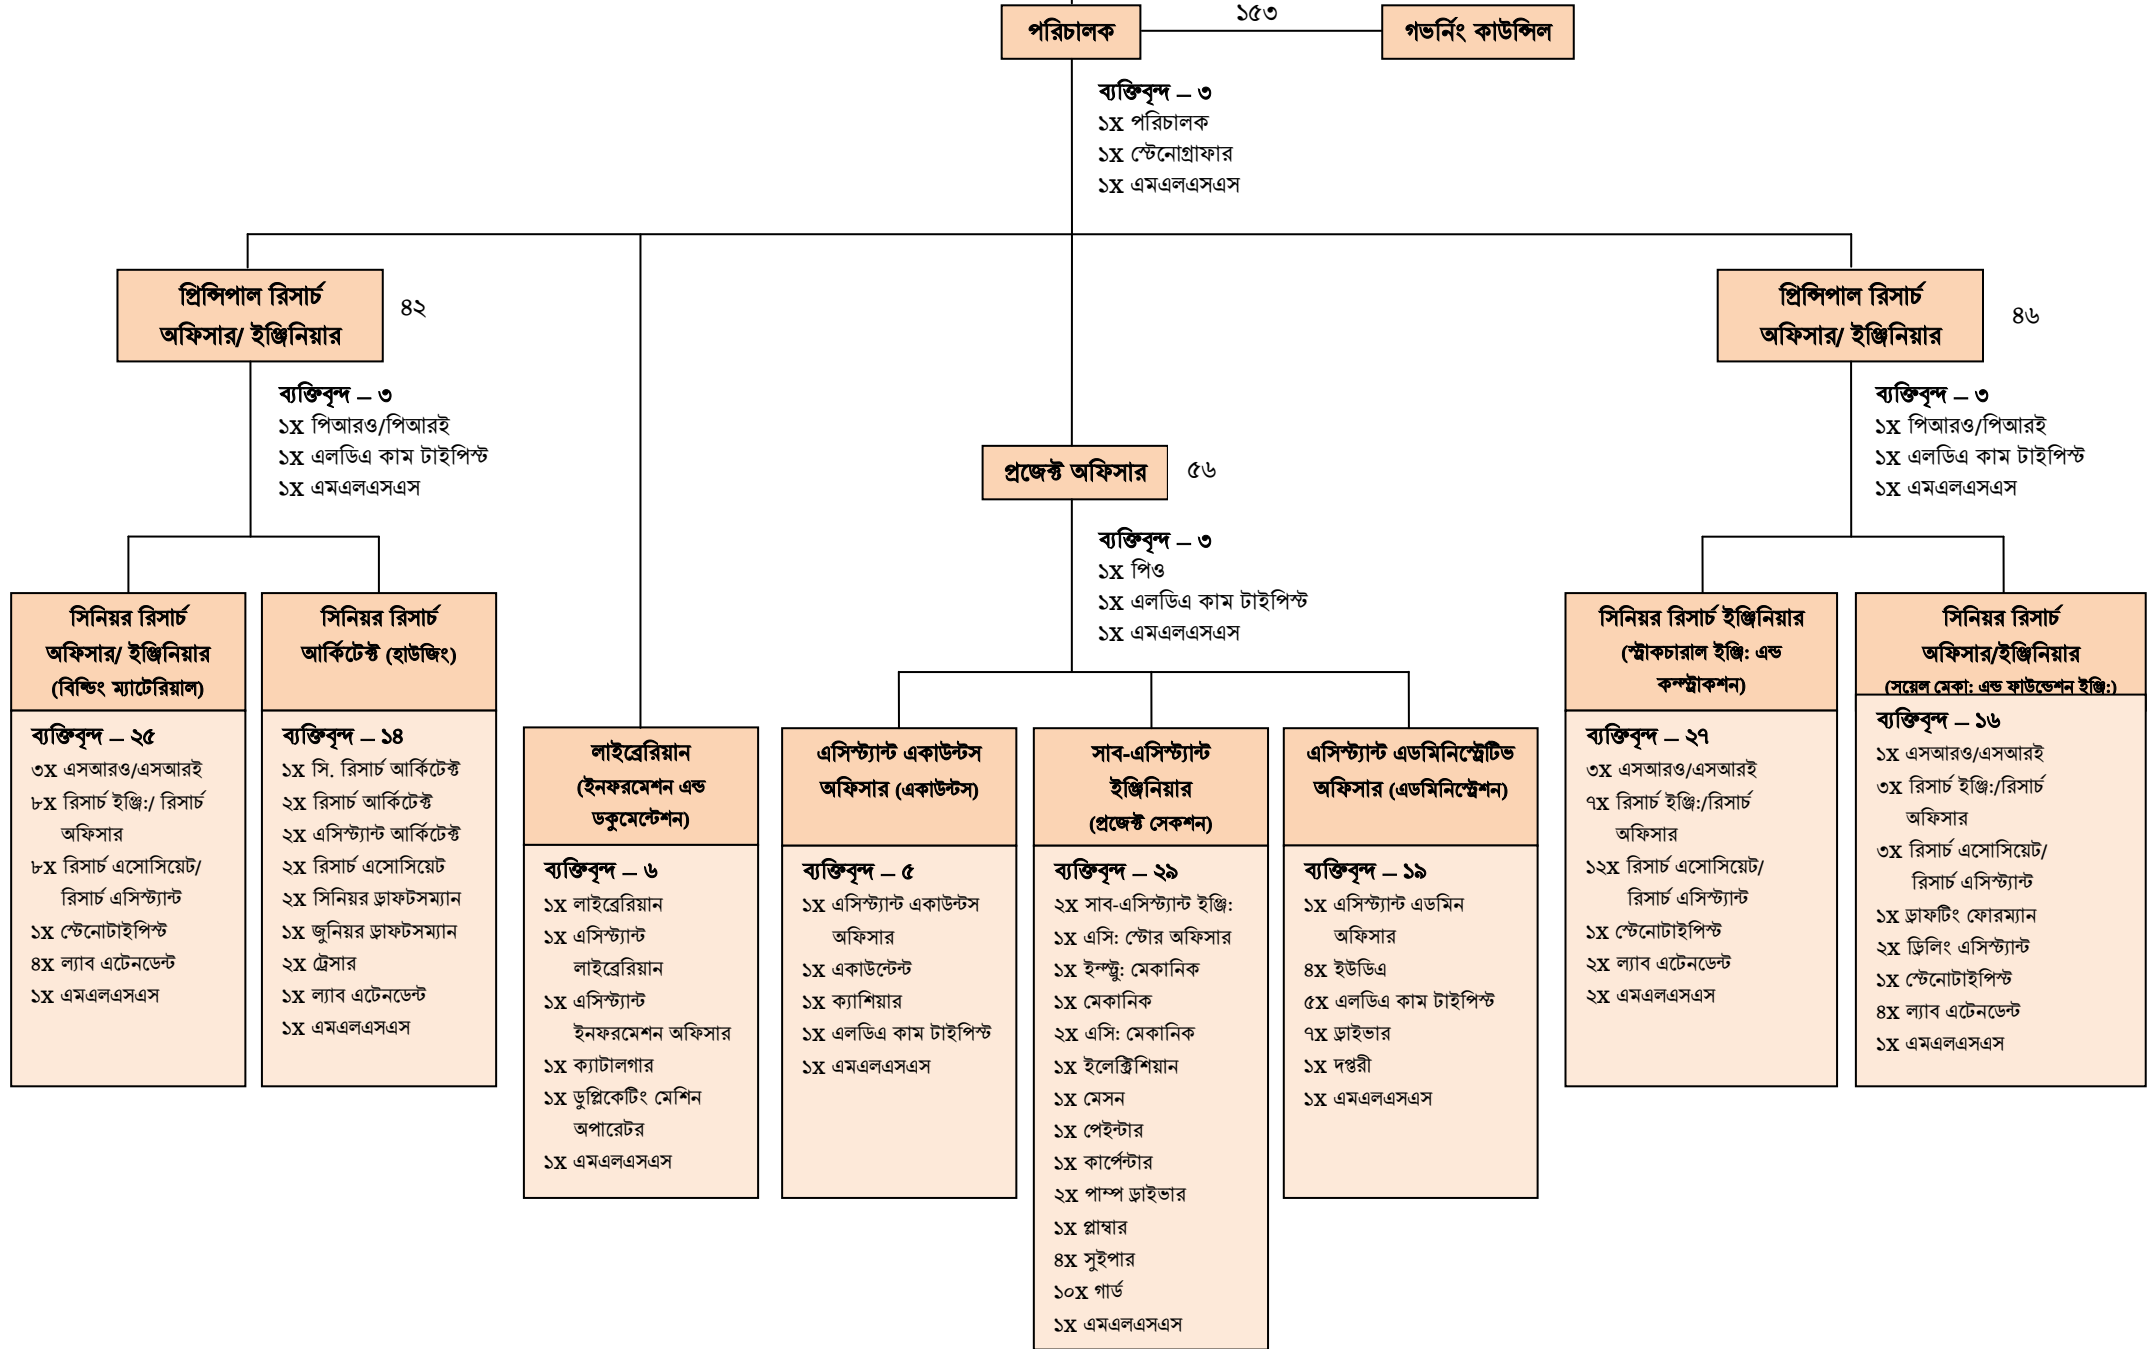 পরিচালক
১৫৩
গভর্নিং কাউন্সিল
ব্যক্তিবৃন্দ – ৩
১x পরিচালক
১x স্টেনোগ্রাফার
১x এমএলএসএস
প্রিন্সিপাল রিসার্চ
অফিসার/ ইঞ্জিনিয়ার
৪২
ব্যক্তিবৃন্দ – ৩
১x পিআরও/পিআরই
১x এলডিএ কাম টাইপিস্ট
১x এমএলএসএস
প্রিন্সিপাল রিসার্চ
অফিসার/ ইঞ্জিনিয়ার
৪৬
ব্যক্তিবৃন্দ – ৩
১x পিআরও/পিআরই
১x এলডিএ কাম টাইপিস্ট
১x এমএলএসএস
প্রজেক্ট অফিসার
৫৬
ব্যক্তিবৃন্দ – ৩
১x পিও
১x এলডিএ কাম টাইপিস্ট
১x এমএলএসএস
সিনিয়র রিসার্চ
অফিসার/ ইঞ্জিনিয়ার
(বিল্ডিং ম্যাটেরিয়াল)
ব্যক্তিবৃন্দ – ২৫
৩x এসআরও/এসআরই
৮x রিসার্চ ইঞ্জি:/ রিসার্চ
অফিসার
৮x রিসার্চ এসোসিয়েট/
রিসার্চ এসিস্ট্যান্ট
১x স্টেনোটাইপিস্ট
৪x ল্যাব এটেনডেন্ট
১x এমএলএসএস
সিনিয়র রিসার্চ
আর্কিটেক্ট (হাউজিং)
ব্যক্তিবৃন্দ – ১৪
১x সি. রিসার্চ আর্কিটেক্ট
২x রিসার্চ আর্কিটেক্ট
২x এসিস্ট্যান্ট আর্কিটেক্ট
২x রিসার্চ এসোসিয়েট
২x সিনিয়র ড্রাফটসম্যান
১x জুনিয়র ড্রাফটসম্যান
২x ট্রেসার
১x ল্যাব এটেনডেন্ট
১x এমএলএসএস
লাইব্রেরিয়ান
(ইনফরমেশন এন্ড
ডকুমেন্টেশন)
ব্যক্তিবৃন্দ – ৬
১x লাইব্রেরিয়ান
১x এসিস্ট্যান্ট
লাইব্রেরিয়ান
১x এসিস্ট্যান্ট
ইনফরমেশন অফিসার
১x ক্যাটালগার
১x ডুপ্লিকেটিং মেশিন
অপারেটর
১x এমএলএসএস
এসিস্ট্যান্ট একাউন্টস
অফিসার (একাউন্টস)
ব্যক্তিবৃন্দ – ৫
১x এসিস্ট্যান্ট একাউন্টস
অফিসার
১x একাউন্টেন্ট
১x ক্যাশিয়ার
১x এলডিএ কাম টাইপিস্ট
১x এমএলএসএস
সাব-এসিস্ট্যান্ট
ইঞ্জিনিয়ার
(প্রজেক্ট সেকশন)
ব্যক্তিবৃন্দ – ২৯
২x সাব-এসিস্ট্যান্ট ইঞ্জি:
১x এসি: স্টোর অফিসার
১x ইন্স্ট্রু: মেকানিক
১x মেকানিক
২x এসি: মেকানিক
১x ইলেক্ট্রিশিয়ান
১x মেসন
১x পেইন্টার
১x কার্পেন্টার
২x পাম্প ড্রাইভার
১x প্লাম্বার
৪x সুইপার
১০x গার্ড
১x এমএলএসএস
এসিস্ট্যান্ট এডমিনিস্ট্রেটিভ
অফিসার (এডমিনিস্ট্রেশন)
ব্যক্তিবৃন্দ – ১৯
১x এসিস্ট্যান্ট এডমিন
অফিসার
৪x ইউডিএ
৫x এলডিএ কাম টাইপিস্ট
৭x ড্রাইভার
১x দপ্তরী
১x এমএলএসএস
সিনিয়র রিসার্চ ইঞ্জিনিয়ার
(স্ট্রাকচারাল ইঞ্জি: এন্ড
কন্স্ট্রাকশন)
ব্যক্তিবৃন্দ – ২৭
৩x এসআরও/এসআরই
৭x রিসার্চ ইঞ্জি:/রিসার্চ
অফিসার
১২x রিসার্চ এসোসিয়েট/
রিসার্চ এসিস্ট্যান্ট
১x স্টেনোটাইপিস্ট
২x ল্যাব এটেনডেন্ট
২x এমএলএসএস
সিনিয়র রিসার্চ
অফিসার/ইঞ্জিনিয়ার
(সয়েল মেকা: এন্ড ফাউন্ডেশন ইঞ্জি:)
ব্যক্তিবৃন্দ – ১৬
১x এসআরও/এসআরই
৩x রিসার্চ ইঞ্জি:/রিসার্চ
অফিসার
৩x রিসার্চ এসোসিয়েট/
রিসার্চ এসিস্ট্যান্ট
১x ড্রাফটিং ফোরম্যান
২x ড্রিলিং এসিস্ট্যান্ট
১x স্টেনোটাইপিস্ট
৪x ল্যাব এটেনডেন্ট
১x এমএলএসএস